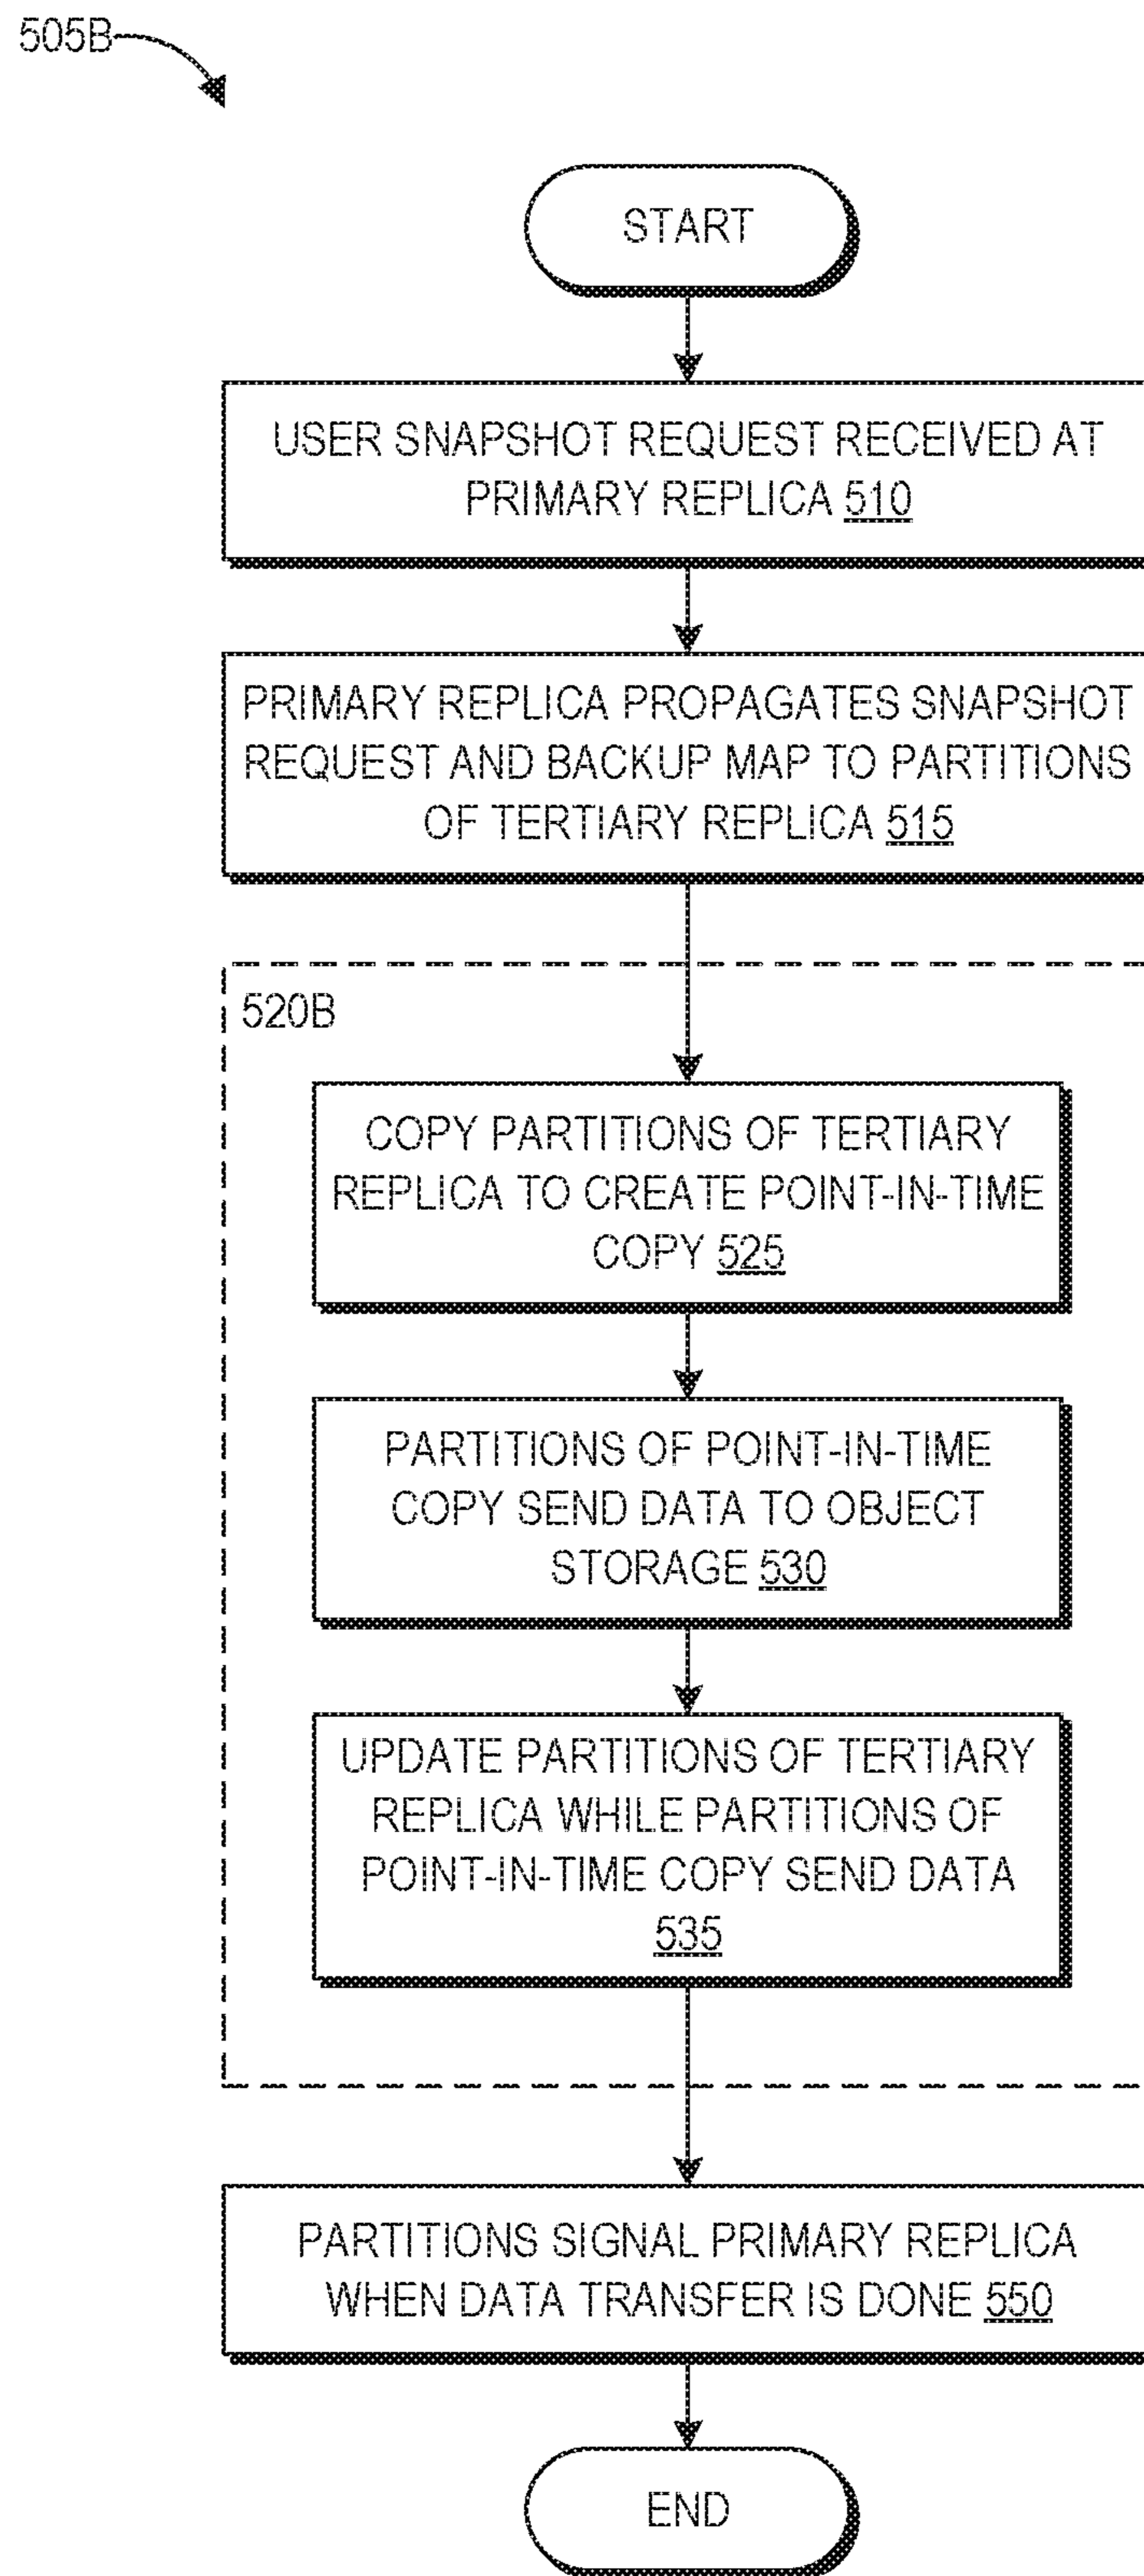 505B
START
USER SNAPSHOT REQUEST RECEIVED AT
PRIMARY REPLICA 510
PRIMARY REPLICA PROPAGATES SNAPSHOT
REQUEST AND BACKUP MAP TO PARTITIONS
OF TERTIARY REPLICA 515
520B
COPY PARTITIONS OF TERTIARY
REPLICA TO CREATE POINT-IN-TIME
COPY 525
PARTITIONS OF POINT-IN-TIME
COPY SEND DATA TO OBJECT
STORAGE 530
UPDATE PARTITIONS OF TERTIARY
REPLICA WHILE PARTITIONS OF
POINT-IN-TIME COPY SEND DATA
535
PARTITIONS SIGNAL PRIMARY REPLICA
WHEN DATA TRANSFER IS DONE 550
END